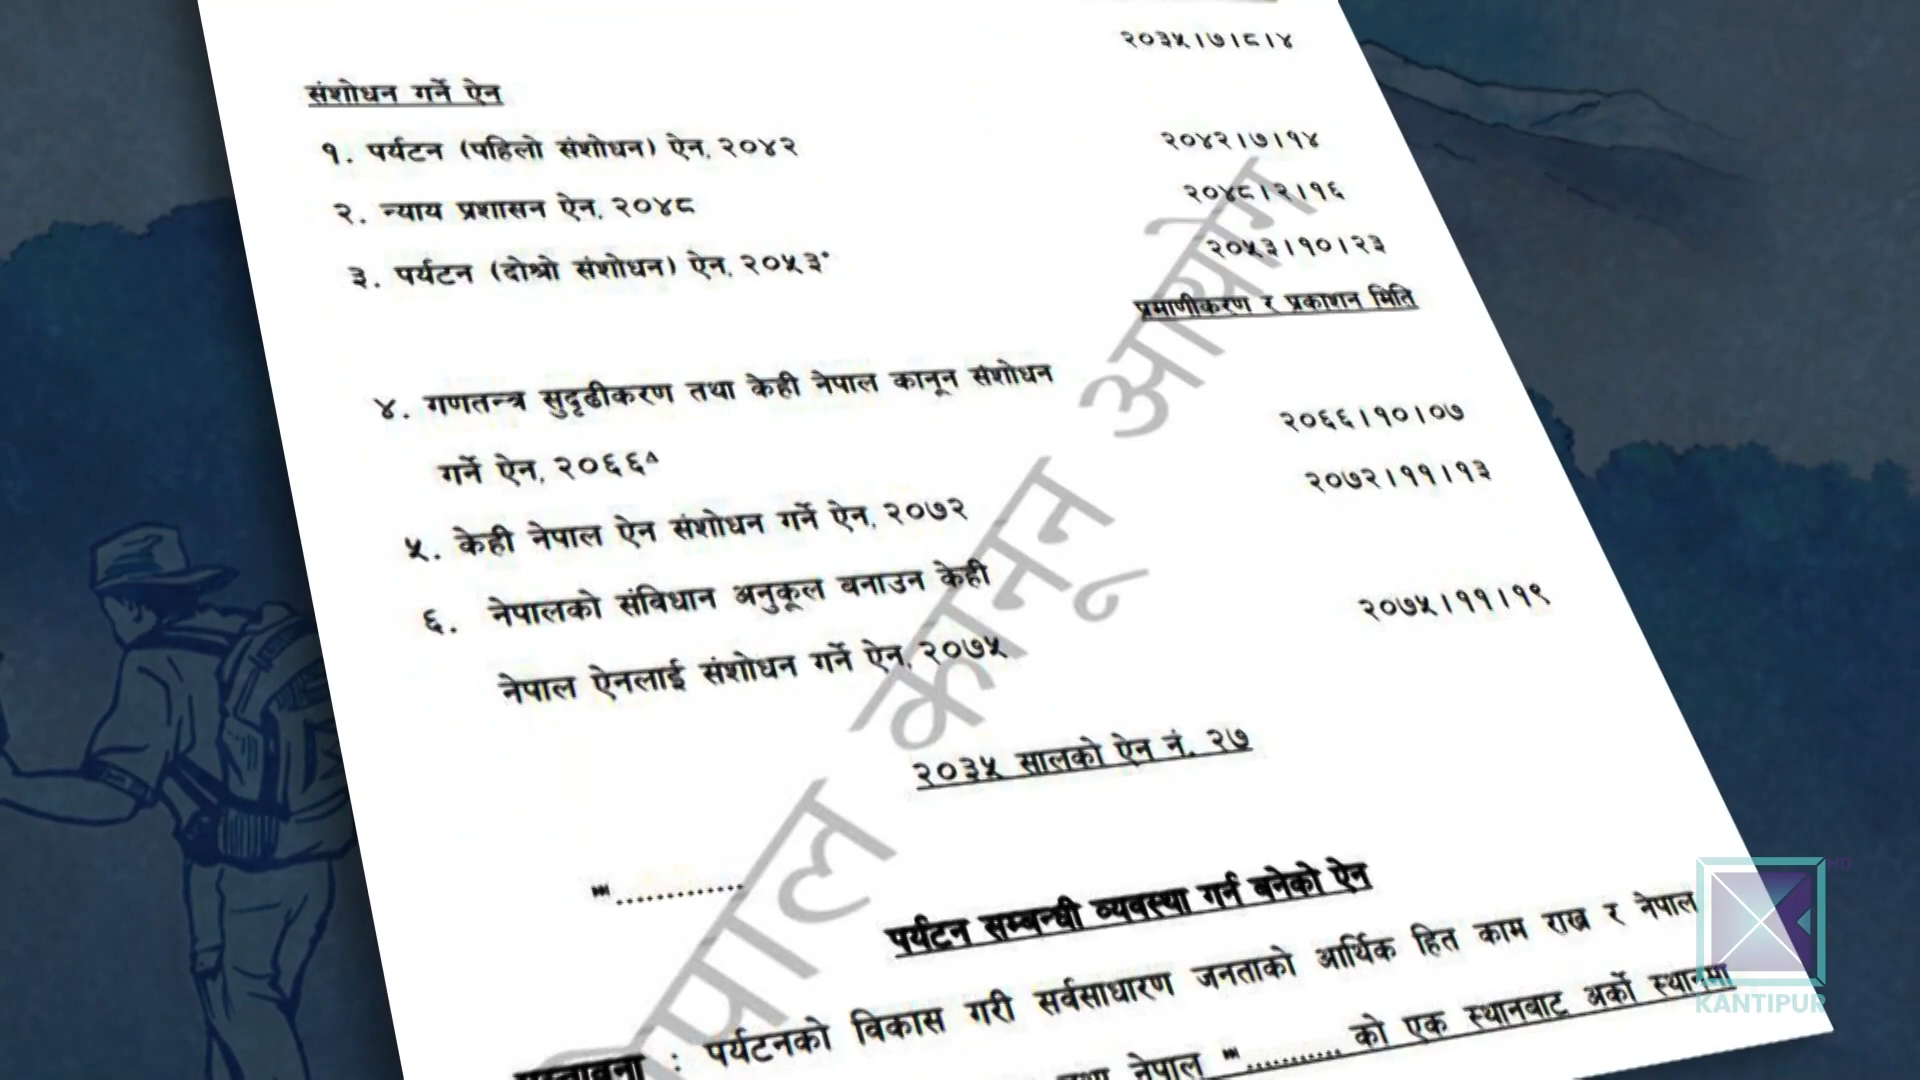 २०३५।७।८।४
संशोधन गर्ने ऐन
१. पर्यटन (पहिलो संशोधन) ऐन, २०४२ २०४२।७।१४
२. न्याय प्रशासन ऐन, २०४८ २०४८।२।१६
३. पर्यटन (दोश्रो संशोधन) ऐन, २०५३* २०५३।१०।२३
प्रमाणीकरण र प्रकाशन मिति
४. गणतन्त्र सुदृढीकरण तथा केही नेपाल कानून संशोधन
गर्ने ऐन, २०६६∆ २०६६।१०।०७
५. केही नेपाल ऐन संशोधन गर्ने ऐन, २०७२ २०७२।११।१३
६. नेपालको संविधान अनुकूल बनाउन केही
नेपाल ऐनलाई संशोधन गर्ने ऐन, २०७५ २०७५।११।१९
२०३५ सालको ऐन नं. २७
.............
पर्यटन सम्बन्धी व्यवस्था गर्न बनेको ऐन
प्रस्तावना : पर्यटनको विकास गरी सर्वसाधारण जनताको आर्थिक हित काम राख्न र नेपाल
तथा नेपाल ........... को एक स्थानबाट अर्को स्थानमा
नेपाल कानून आयोग
HD
KANTIPUR